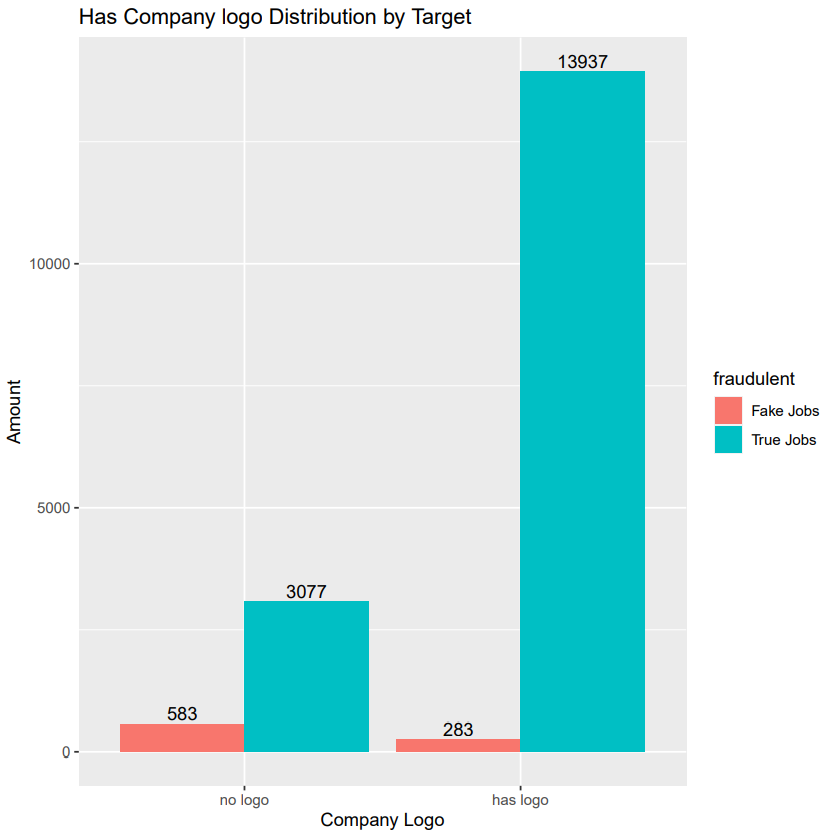 Has Company logo Distribution by Target
13937
10000
5000
0
3077
583
283
no logo
has logo
Company Logo
Amount
fraudulent
Fake Jobs
True Jobs